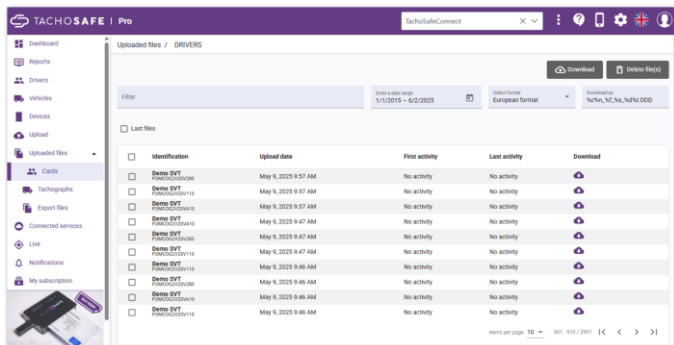 TACHOSAFE | Pro
TachoSafeConnect
Dashboard
Reports
Drivers
Vehicles
Devices
Upload
Uploaded files
Cards
Tachographs
Export files
Connected services
Live
Notifications
My subscription
Uploaded files / DRIVERS
Download
Delete file(s)
Filter
Enter a date range
1/1/2015 – 6/2/2025
Select format
European format
Download as
Last files
Identification Upload date First activity Last activity Download
Demo SVT May 9, 2025 9:57 AM No activity No activity
Demo SVT May 9, 2025 9:57 AM No activity No activity
Demo SVT May 9, 2025 9:57 AM No activity No activity
Demo SVT May 9, 2025 9:47 AM No activity No activity
Demo SVT May 9, 2025 9:47 AM No activity No activity
Demo SVT May 9, 2025 9:47 AM No activity No activity
Demo SVT May 9, 2025 9:46 AM No activity No activity
Demo SVT May 9, 2025 9:46 AM No activity No activity
Demo SVT May 9, 2025 9:46 AM No activity No activity
Demo SVT May 9, 2025 9:46 AM No activity No activity
Items per page 10